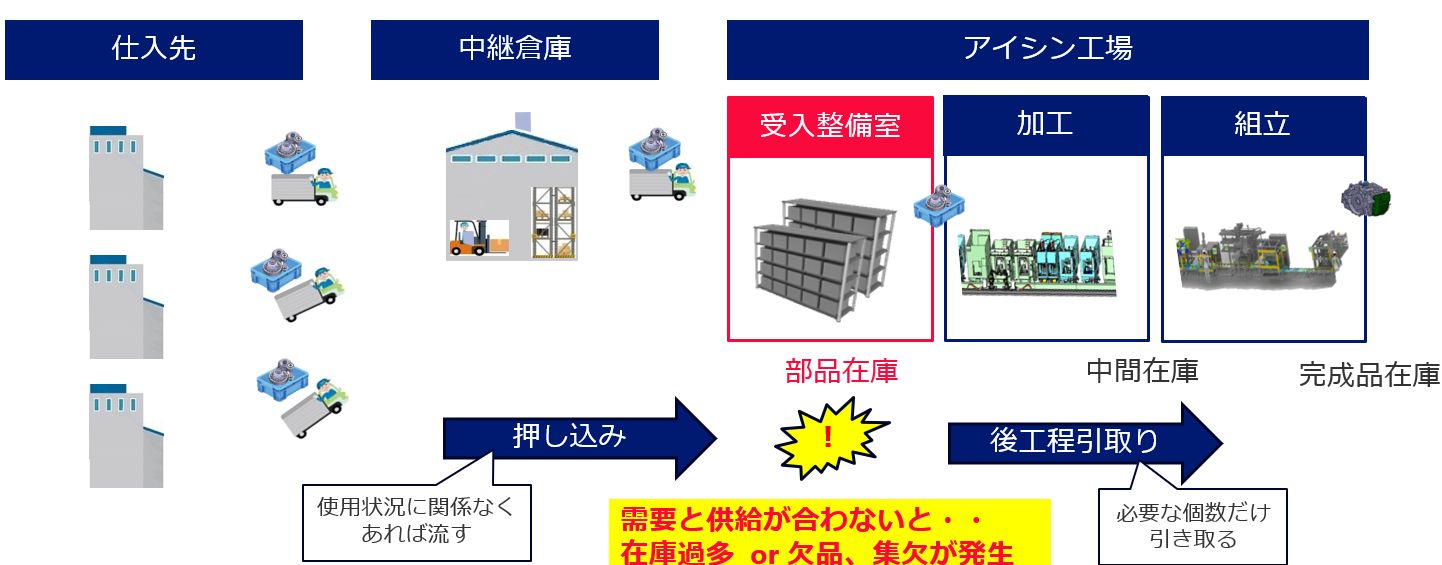 仕入先
中継倉庫
アイシン工場
受入整備室
加工
組立
部品在庫
中間在庫
完成品在庫
押し込み
!
後工程引取り
使用状況に関係なく
あれば流す
必要な個数だけ
引き取る
需要と供給が合わないと・・
在庫過多 or 欠品、集欠が発生